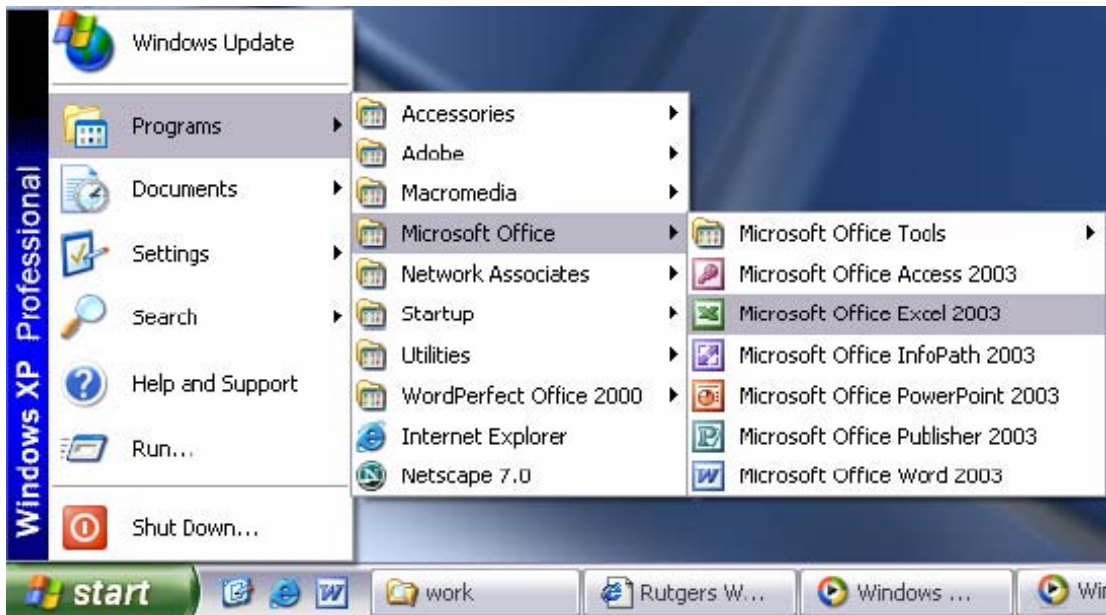 Windows XP Professional
Windows Update
Programs
Documents
Settings
Search
Help and Support
Run...
Shut Down...
Accessories
Adobe
Macromedia
Microsoft Office
Network Associates
Startup
Utilities
WordPerfect Office 2000
Internet Explorer
Netscape 7.0
Microsoft Office Tools
Microsoft Office Access 2003
Microsoft Office Excel 2003
Microsoft Office InfoPath 2003
Microsoft Office PowerPoint 2003
Microsoft Office Publisher 2003
Microsoft Office Word 2003
start
work
Rutgers W...
Windows ...